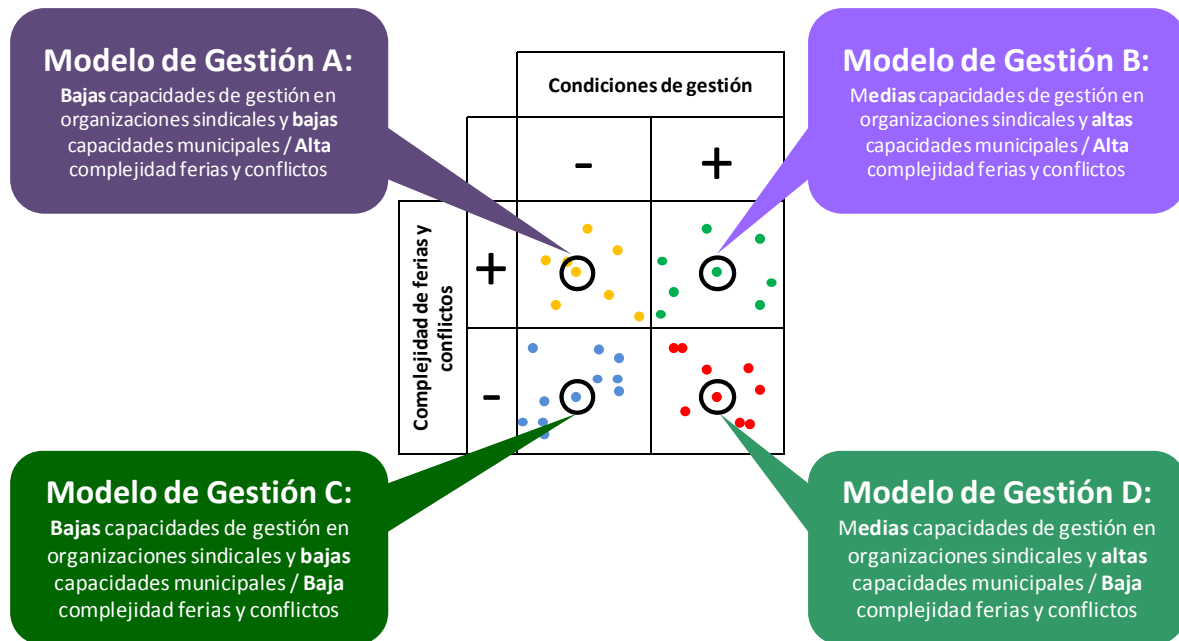 Modelo de Gestión A:
Bajas capacidades de gestión en
organizaciones sindicales y bajas
capacidades municipales / Alta
complejidad ferias y conflictos
Modelo de Gestión B:
Medias capacidades de gestión en
organizaciones sindicales y altas
capacidades municipales / Alta
complejidad ferias y conflictos
Condiciones de gestión
-
+
Complejidad de ferias y
conflictos
+
-
Modelo de Gestión C:
Bajas capacidades de gestión en
organizaciones sindicales y bajas
capacidades municipales / Baja
complejidad ferias y conflictos
Modelo de Gestión D:
Medias capacidades de gestión en
organizaciones sindicales y altas
capacidades municipales / Baja
complejidad ferias y conflictos